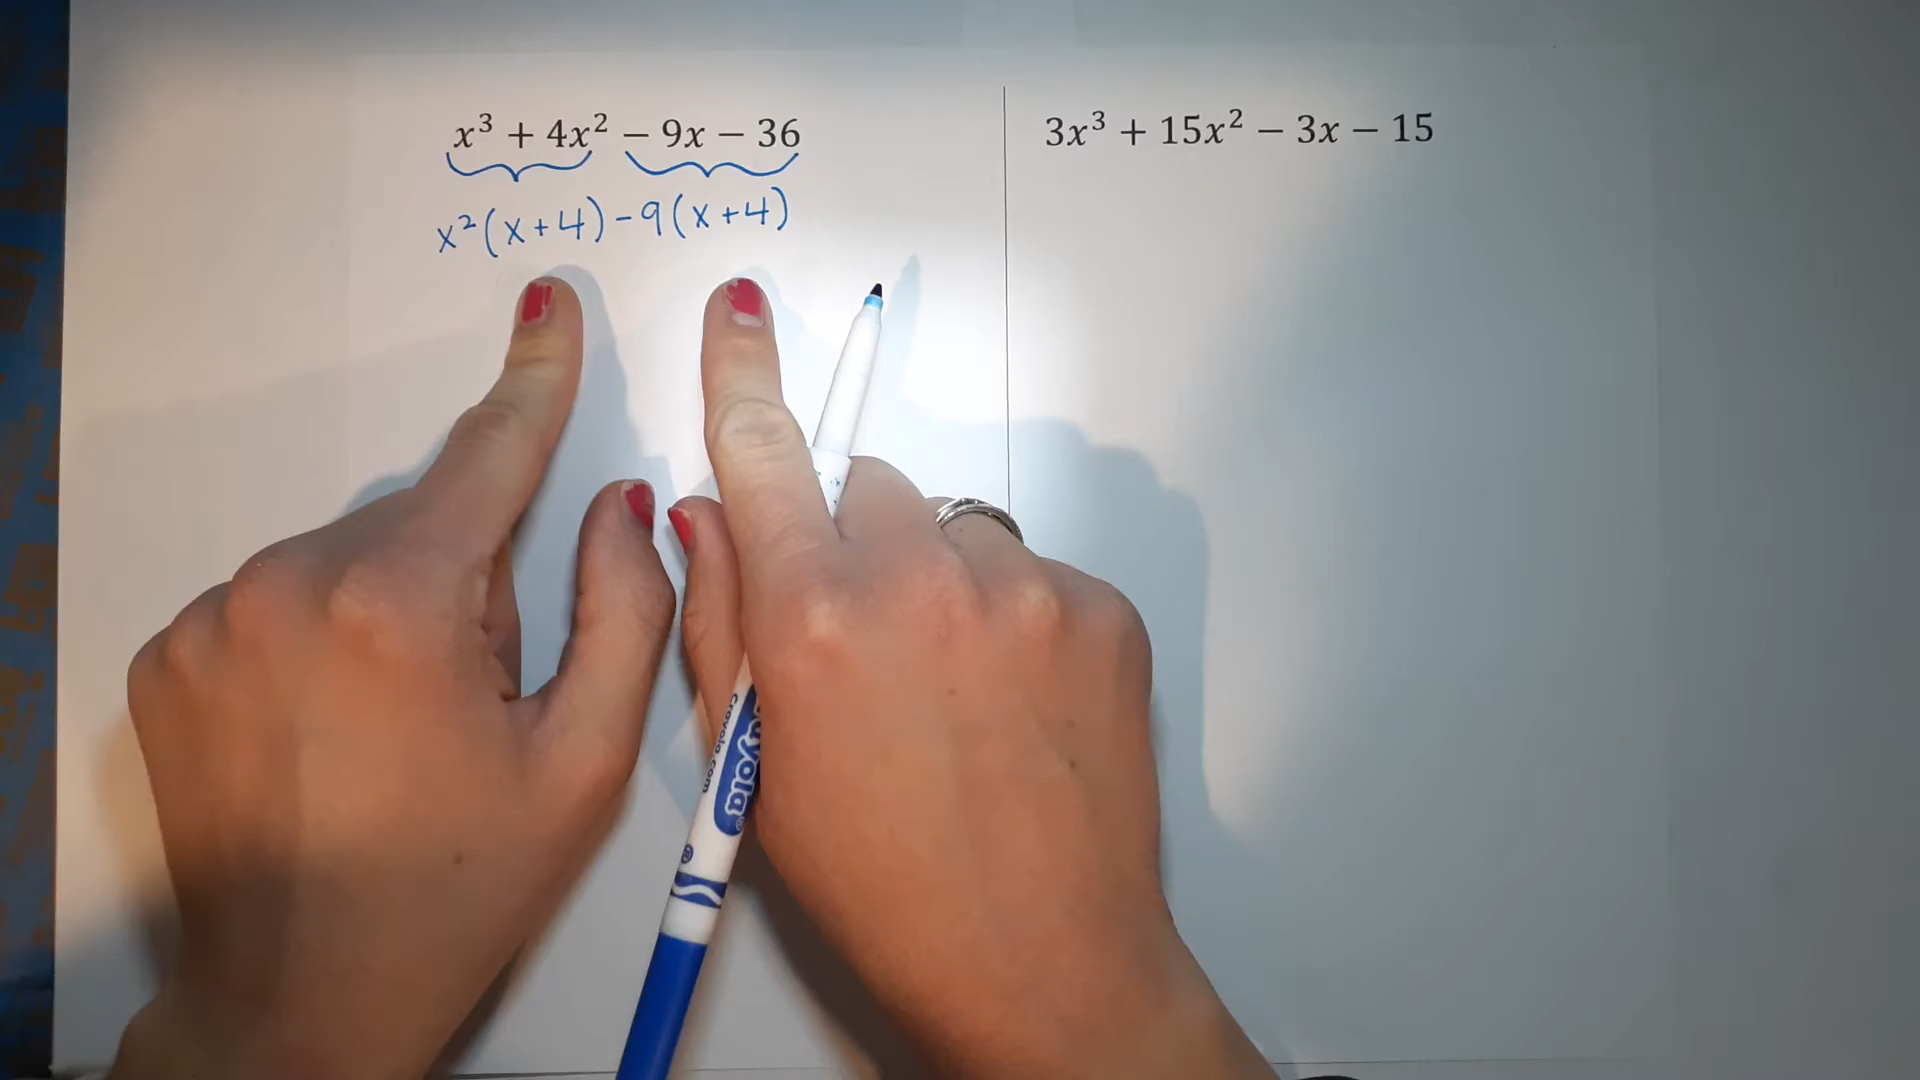 x³ + 4x² − 9x − 36
x²(x+4)-9(x+4)
3x³ + 15x² − 3x − 15
Crayola.com
crayola®